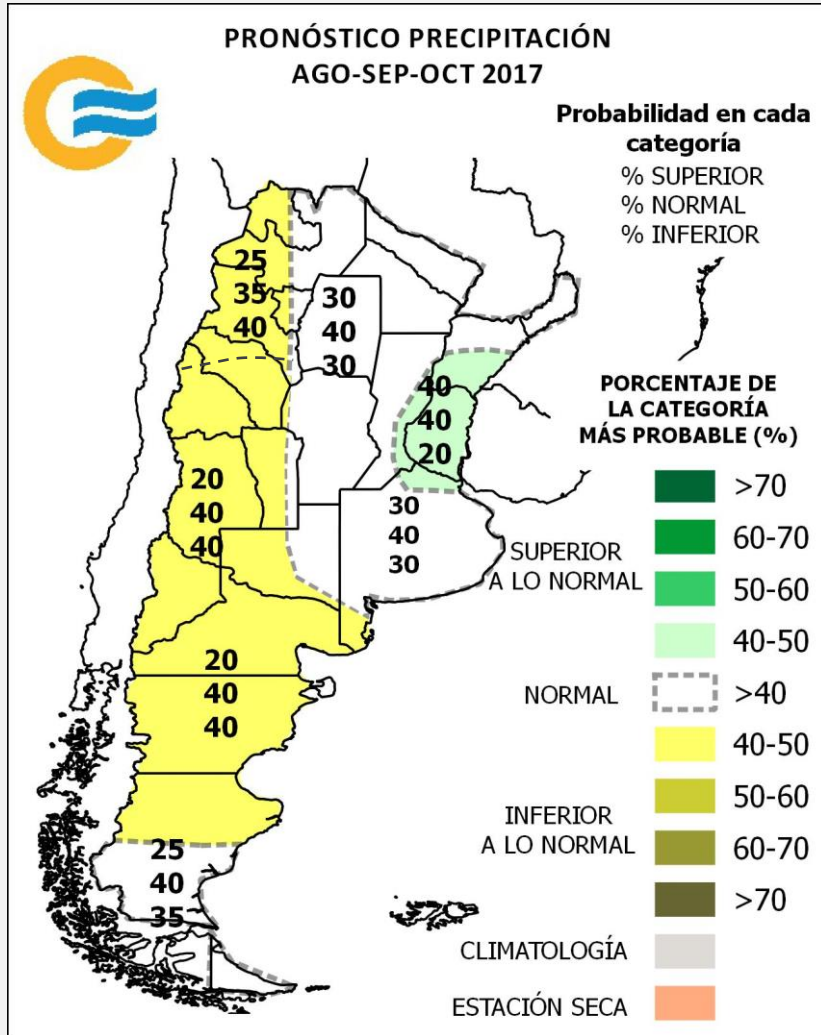 PRONÓSTICO PRECIPITACIÓN
AGO-SEP-OCT 2017
Probabilidad en cada
categoría
% SUPERIOR
% NORMAL
% INFERIOR
25
35
40
30
40
30
40
40
20
20
40
40
30
40
30
20
40
40
25
40
35
PORCENTAJE DE
LA CATEGORÍA
MÁS PROBABLE (%)
>70
60-70
SUPERIOR
A LO NORMAL
50-60
40-50
NORMAL
>40
40-50
50-60
INFERIOR
A LO NORMAL
60-70
>70
CLIMATOLOGÍA
ESTACIÓN SECA